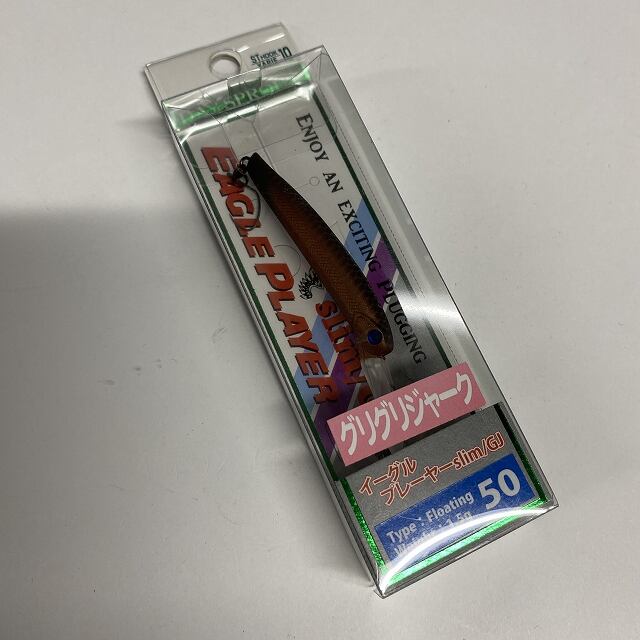 ST HOOK
10
ENJOY AN EXCITING PLUGGING
EAGLE PLAYER
slim/
グリグリジャーク
イーグル
プレーヤーslim/GJ
Type : Floating
50